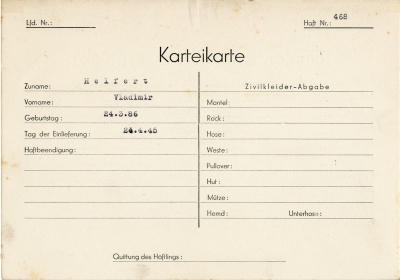 Lfd. Nr.: Haft Nr.: 468
Karteikarte
Zuname: Helfert
Vorname: Vladimir
Geburtstag: 24.3.86
Tag der Einlieferung: 24.4.45
Haftbeendigung:
Zivilkleider-Abgabe
Mantel:
Rock:
Hose:
Weste:
Pullover:
Hut:
Mütze:
Hemd: Unterhose:
Quittung des Häftlings: